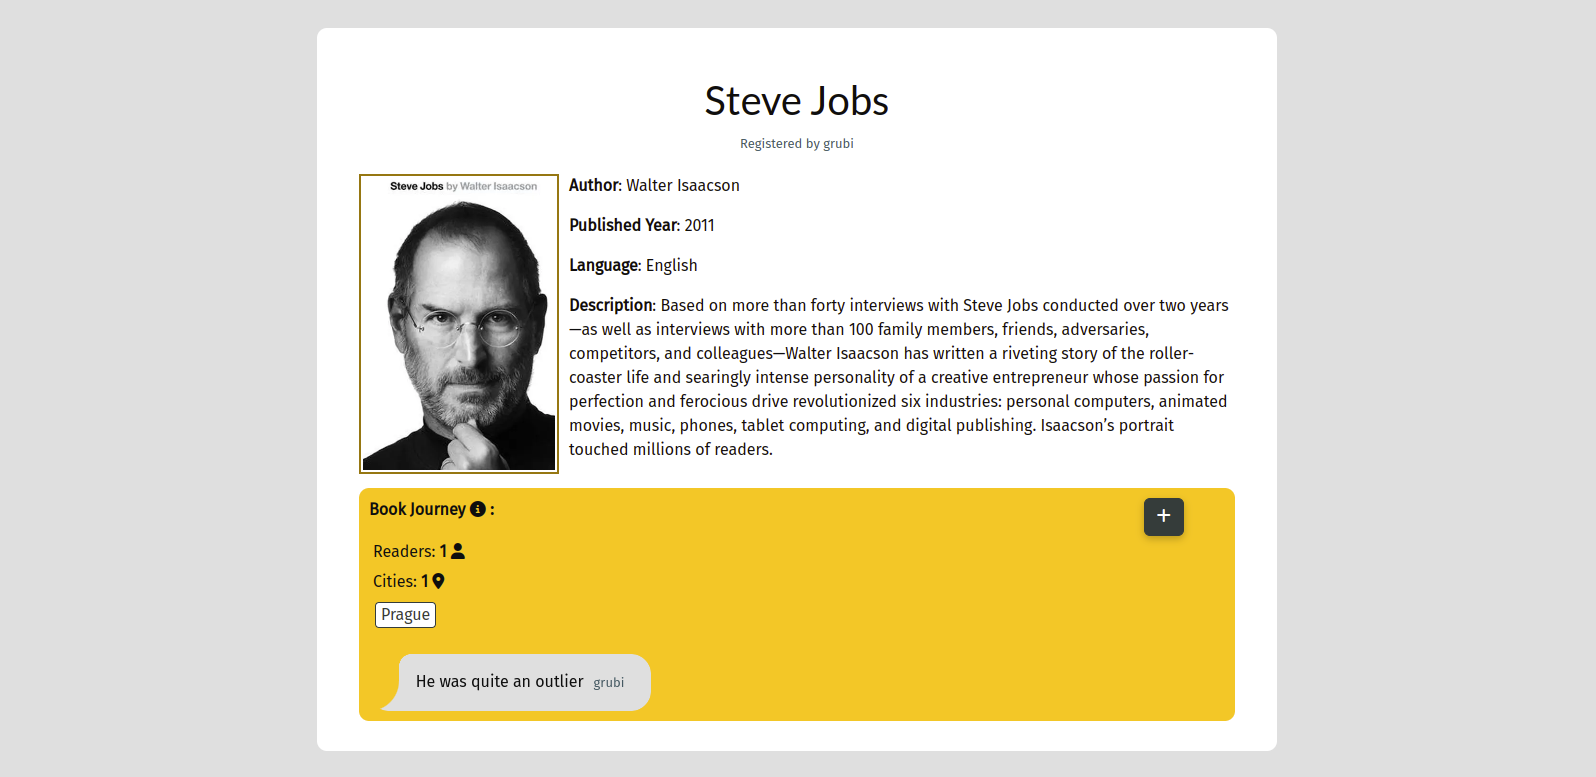 Steve Jobs
Registered by grubi
Steve Jobs by Walter Isaacson
Author: Walter Isaacson
Published Year: 2011
Language: English
Description: Based on more than forty interviews with Steve Jobs conducted over two years
—as well as interviews with more than 100 family members, friends, adversaries,
competitors, and colleagues—Walter Isaacson has written a riveting story of the roller-
coaster life and searingly intense personality of a creative entrepreneur whose passion for
perfection and ferocious drive revolutionized six industries: personal computers, animated
movies, music, phones, tablet computing, and digital publishing. Isaacson’s portrait
touched millions of readers.
Book Journey :
+
Readers: 1
Cities: 1
Prague
He was quite an outlier grubi